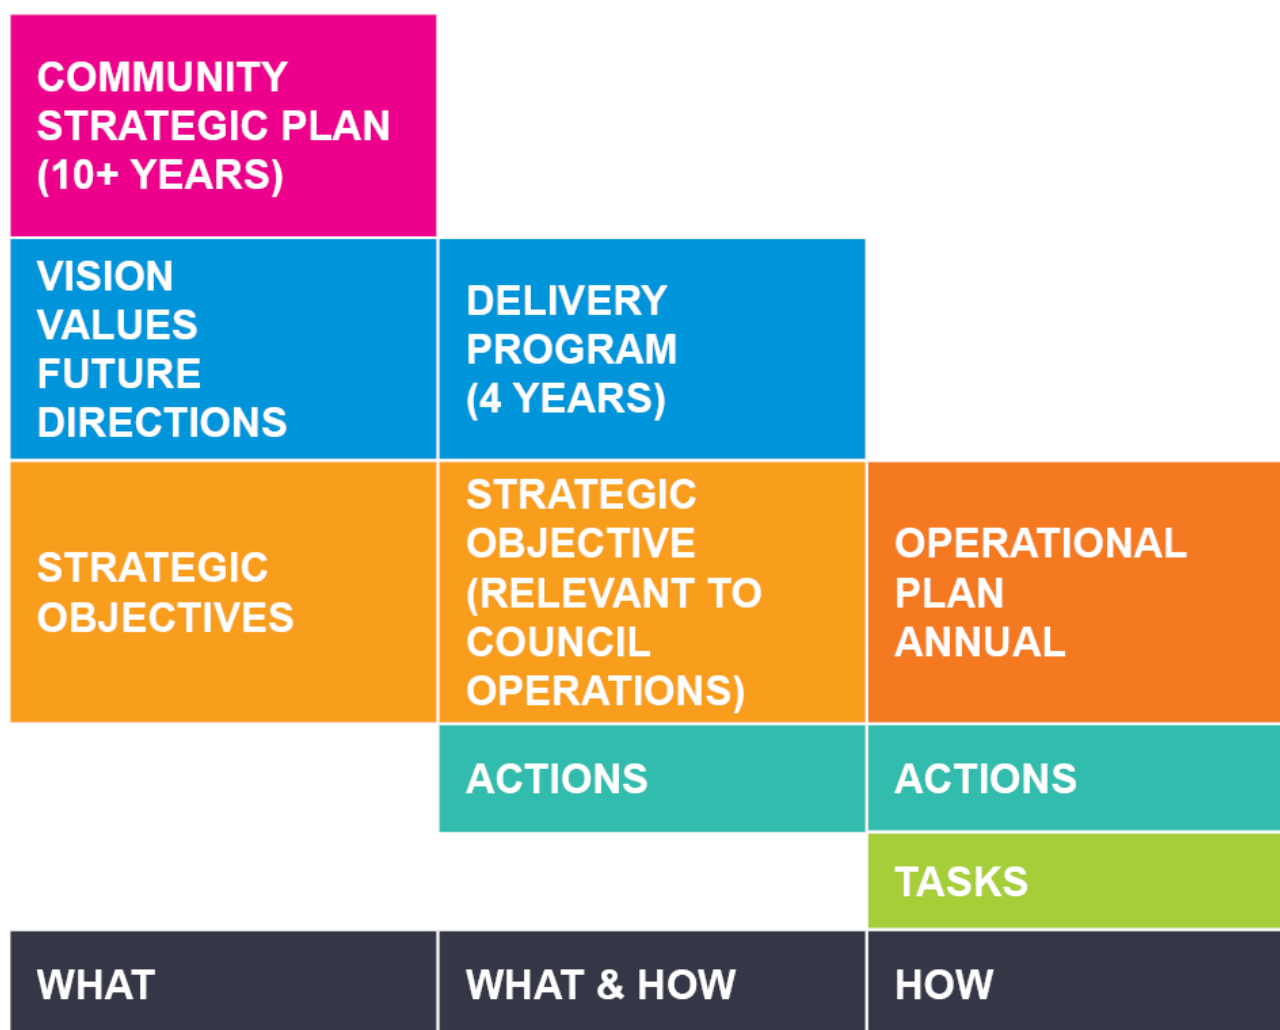 COMMUNITY
STRATEGIC PLAN
(10+ YEARS)
VISION
VALUES
FUTURE
DIRECTIONS
DELIVERY
PROGRAM
(4 YEARS)
STRATEGIC
OBJECTIVES
STRATEGIC
OBJECTIVE
(RELEVANT TO
COUNCIL
OPERATIONS)
OPERATIONAL
PLAN
ANNUAL
ACTIONS
ACTIONS
TASKS
WHAT
WHAT & HOW
HOW